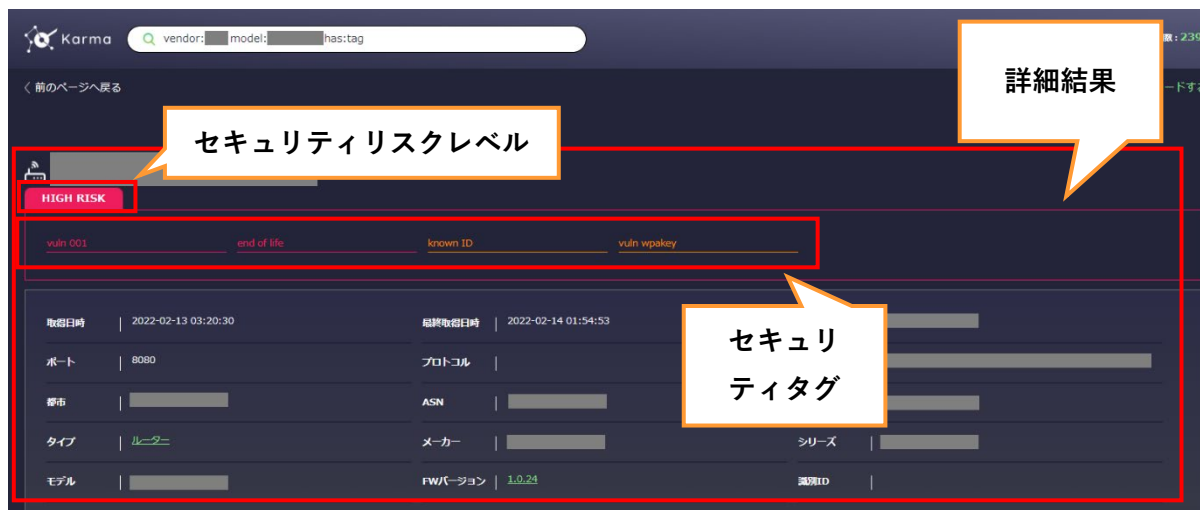 Karma
vendor: model: has:tag
数：239
〈 前のページへ戻る
ードする
詳細結果
セキュリティリスクレベル
HIGH RISK
vuln 001 end of life known ID vuln wpakey
セキュリ
ティタグ
取得日時 | 2022-02-13 03:20:30 最終取得日時 | 2022-02-14 01:54:53
ポート | 8080 プロトコル |
都市 | ASN |
タイプ | ルーター メーカー | シリーズ |
モデル | FWバージョン | 1.0.24 識別ID |